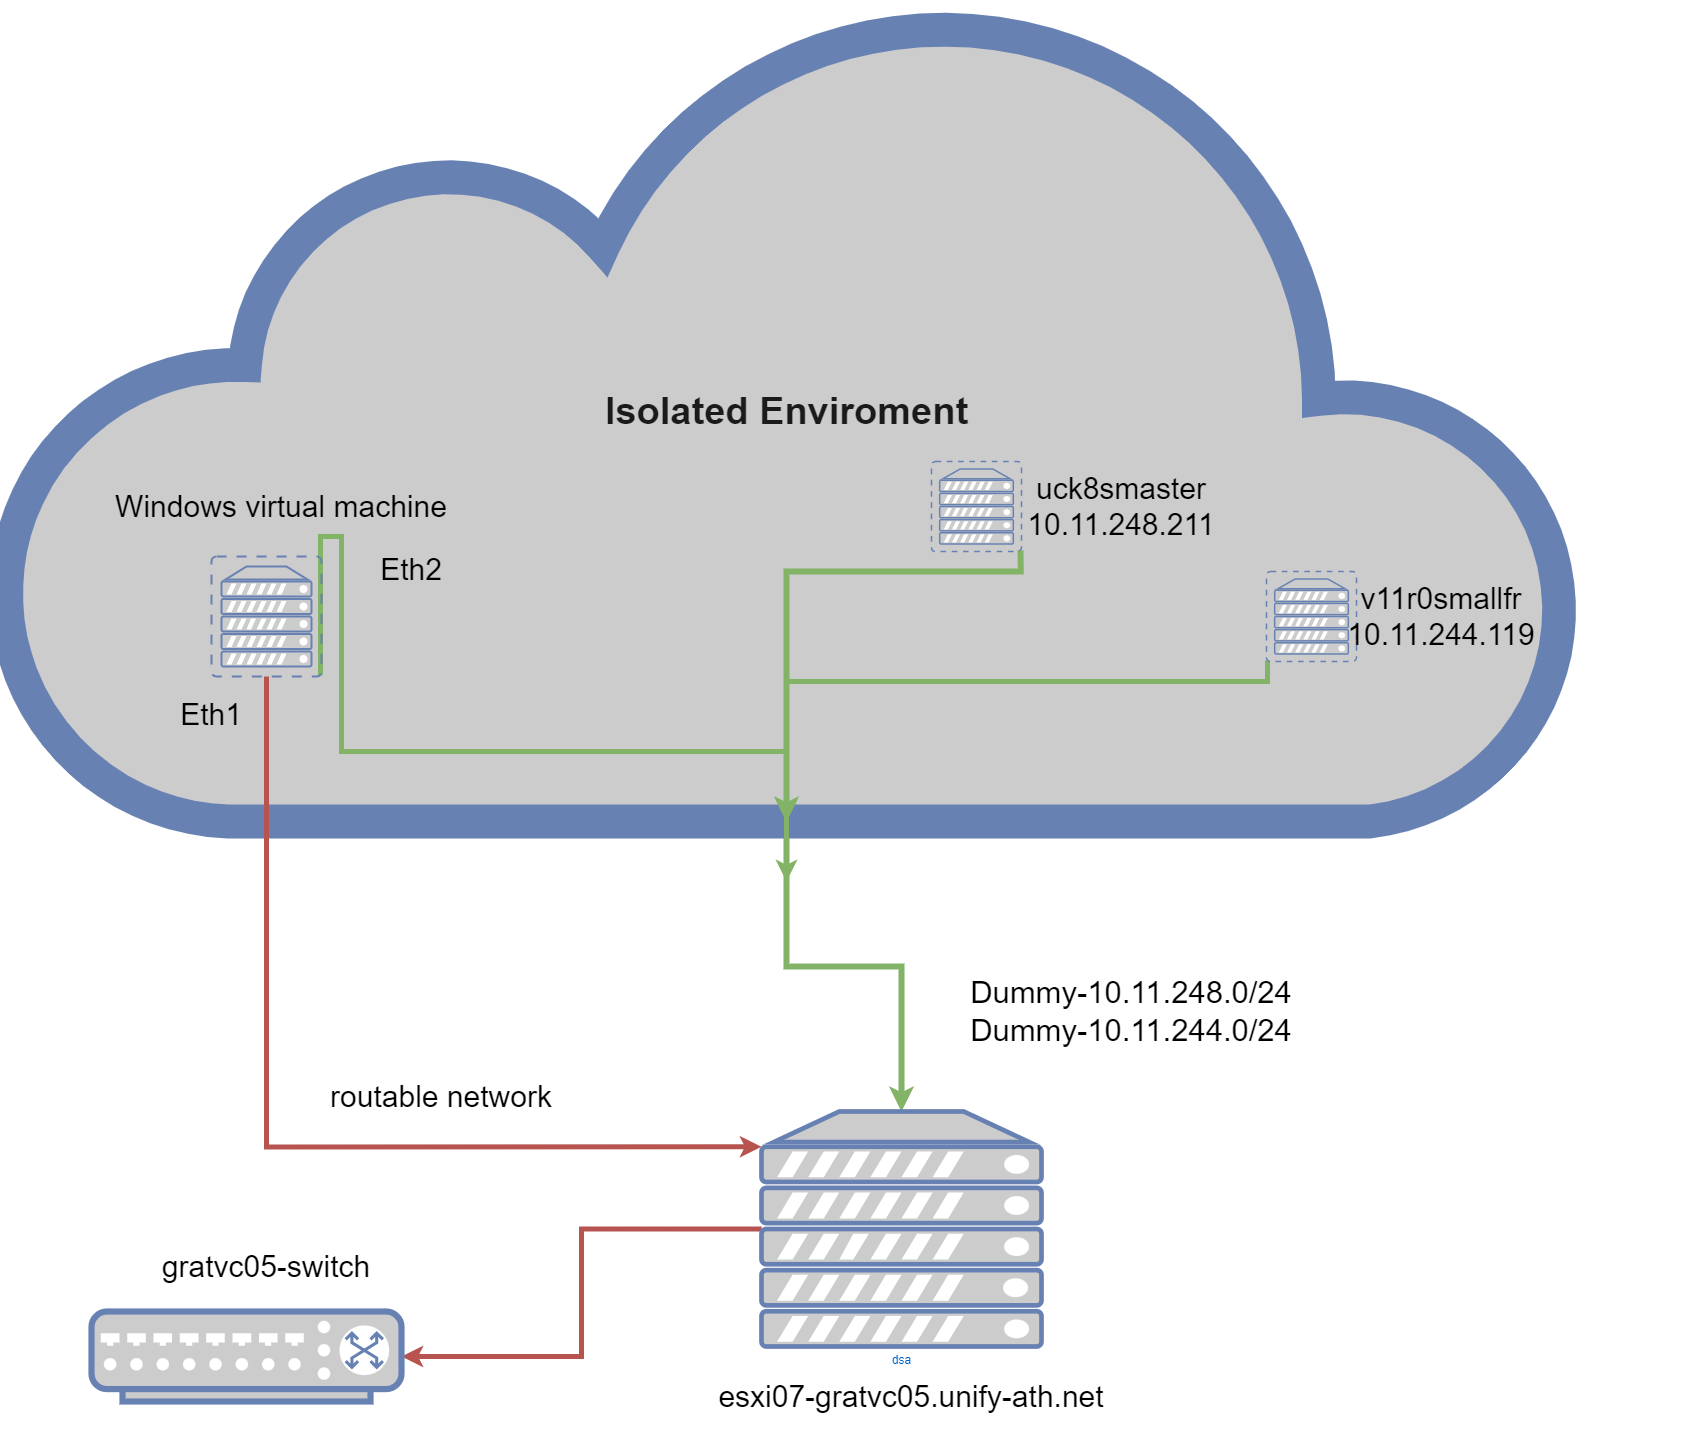 Isolated Enviroment
Windows virtual machine
Eth2
Eth1
uck8smaster
10.11.248.211
v11r0smallfr
10.11.244.119
Dummy-10.11.248.0/24
Dummy-10.11.244.0/24
routable network
gratvc05-switch
dsa
esxi07-gratvc05.unify-ath.net